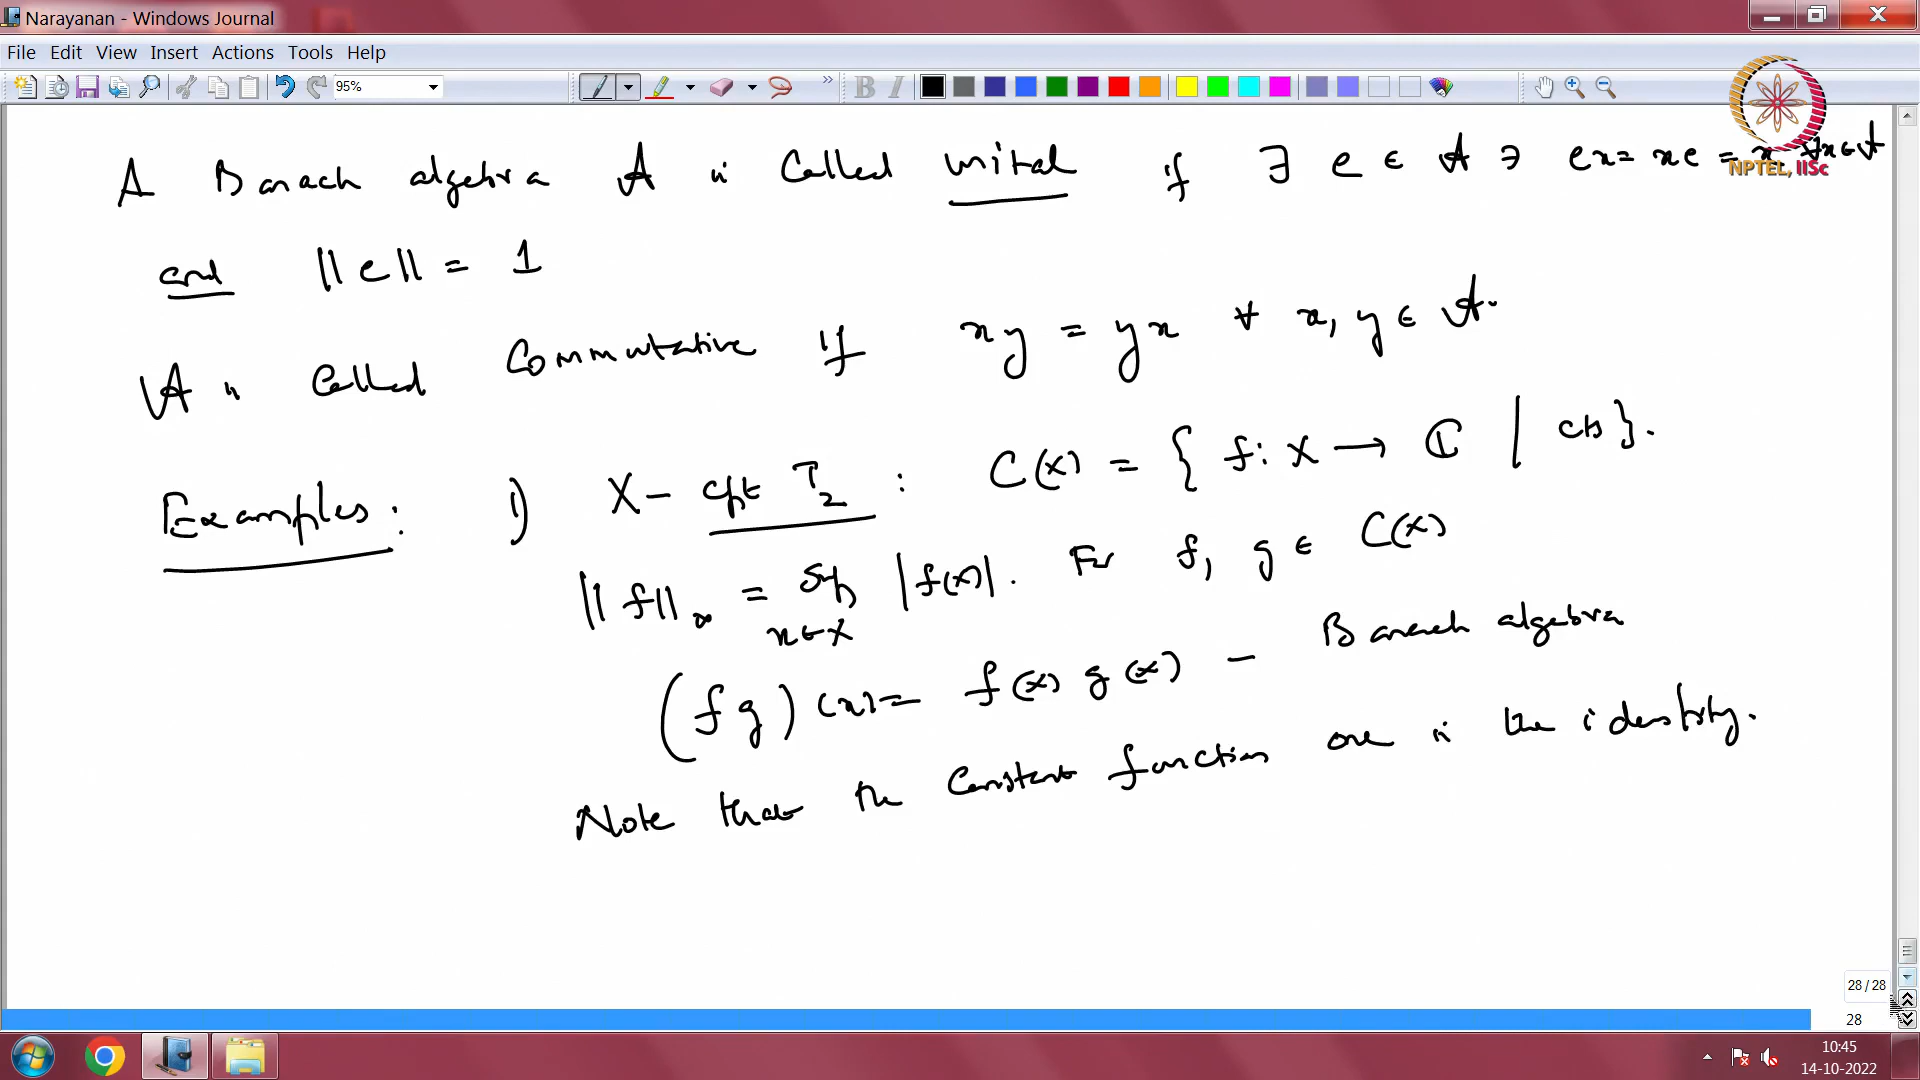 Narayanan - Windows Journal
File Edit View Insert Actions Tools Help
95%
B I
NPTEL, IISc
A Banach algebra 𝒜 is called unital if ∃ e ∈ 𝒜 ∋ ex = xe = x ∀x∈𝒜
and ||e|| = 1
𝒜 is called commutative if xy = yx ∀ x, y ∈ 𝒜.
Examples: 1) X - cpt T₂ : C(X) = { f: X → ℂ | cts }.
||f||∞ = sup |f(x)|. For f, g ∈ C(X)
x∈X
(fg)(x) = f(x) g(x) - Banach algebra
Note that the constant function one is the identity.
28 / 28
28
10:45
14-10-2022